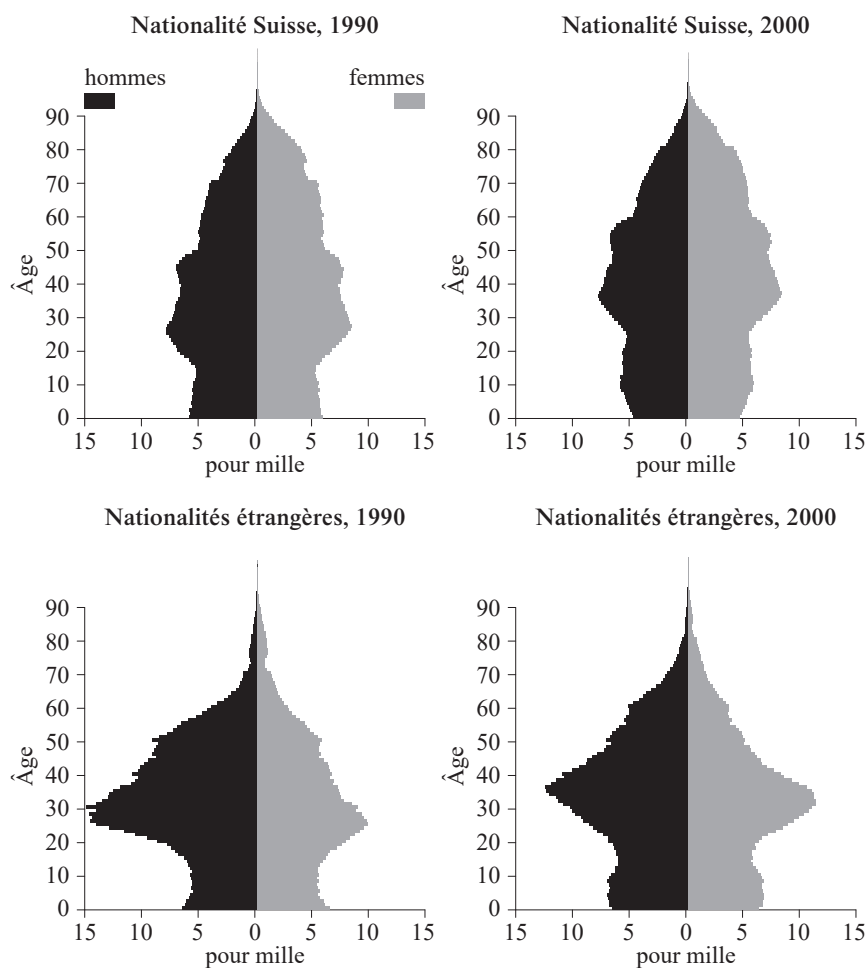 Nationalité Suisse, 1990
hommes
femmes
90
80
70
60
50
40
30
20
10
0
Âge
15 10 5 0 5 10 15
pour mille
Nationalité Suisse, 2000
90
80
70
60
50
40
30
20
10
0
Âge
15 10 5 0 5 10 15
pour mille
Nationalités étrangères, 1990
90
80
70
60
50
40
30
20
10
0
Âge
15 10 5 0 5 10 15
pour mille
Nationalités étrangères, 2000
90
80
70
60
50
40
30
20
10
0
Âge
15 10 5 0 5 10 15
pour mille